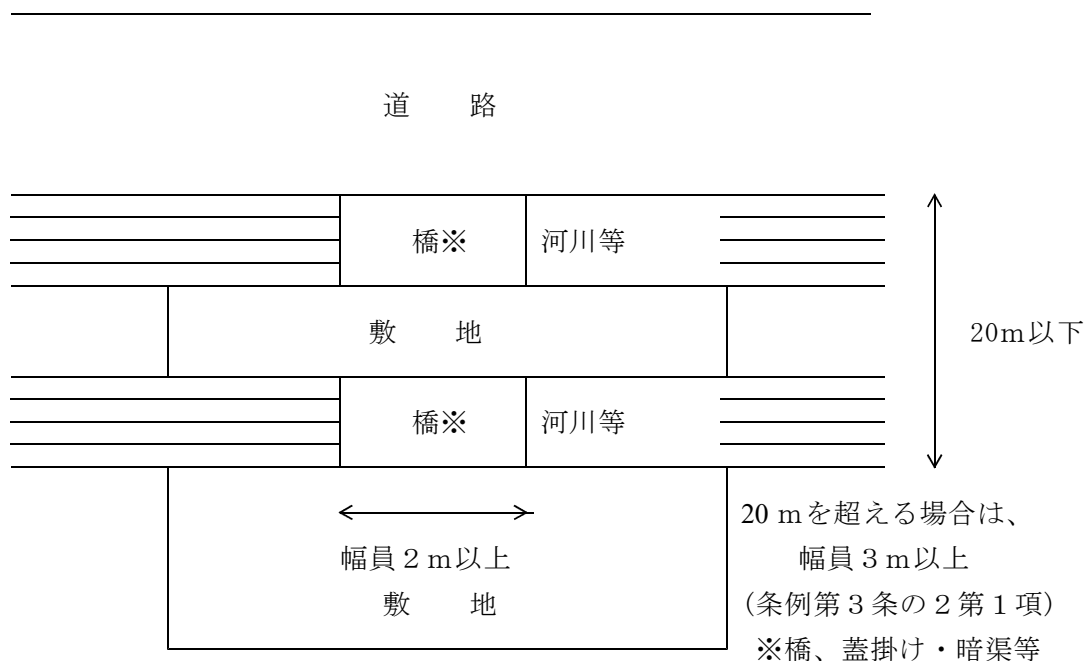 道　　路
橋※ 河川等
敷　　地
20m以下
橋※ 河川等
幅員２ｍ以上
敷　　地
20 ｍを超える場合は、
幅員３ｍ以上
（条例第３条の２第１項）
※橋、蓋掛け・暗渠等